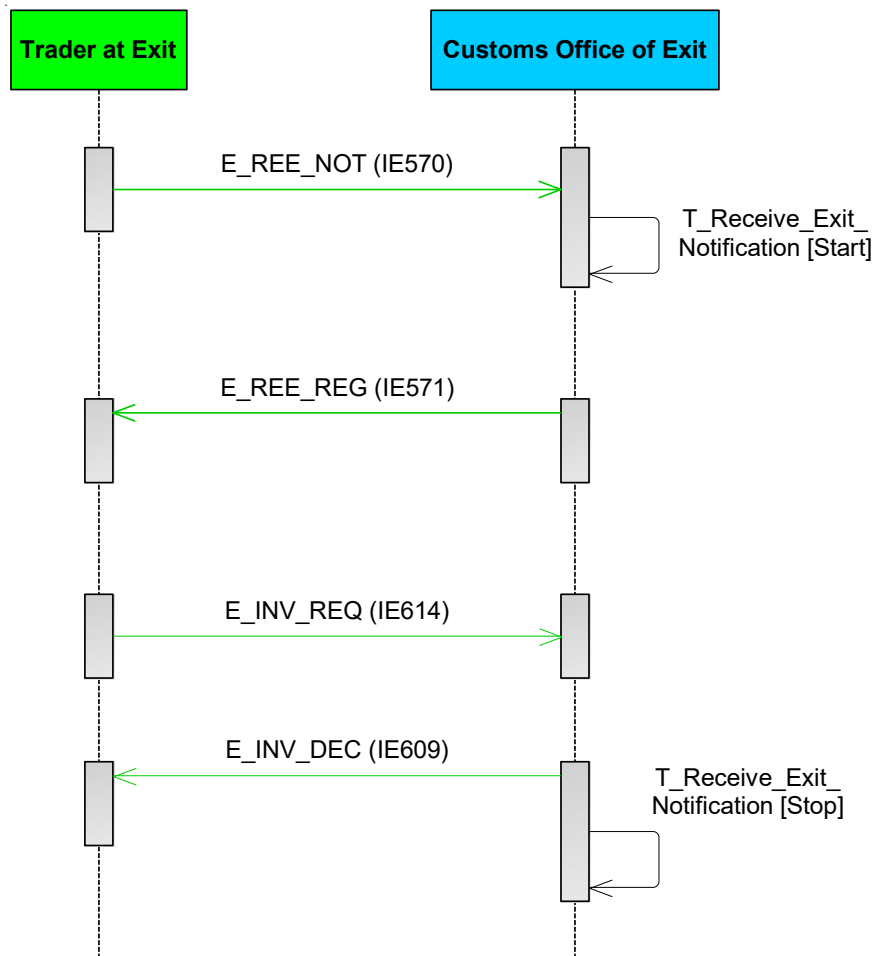 Trader at Exit
Customs Office of Exit
E_REE_NOT (IE570)
T_Receive_Exit_
Notification [Start]
E_REE_REG (IE571)
E_INV_REQ (IE614)
E_INV_DEC (IE609)
T_Receive_Exit_
Notification [Stop]